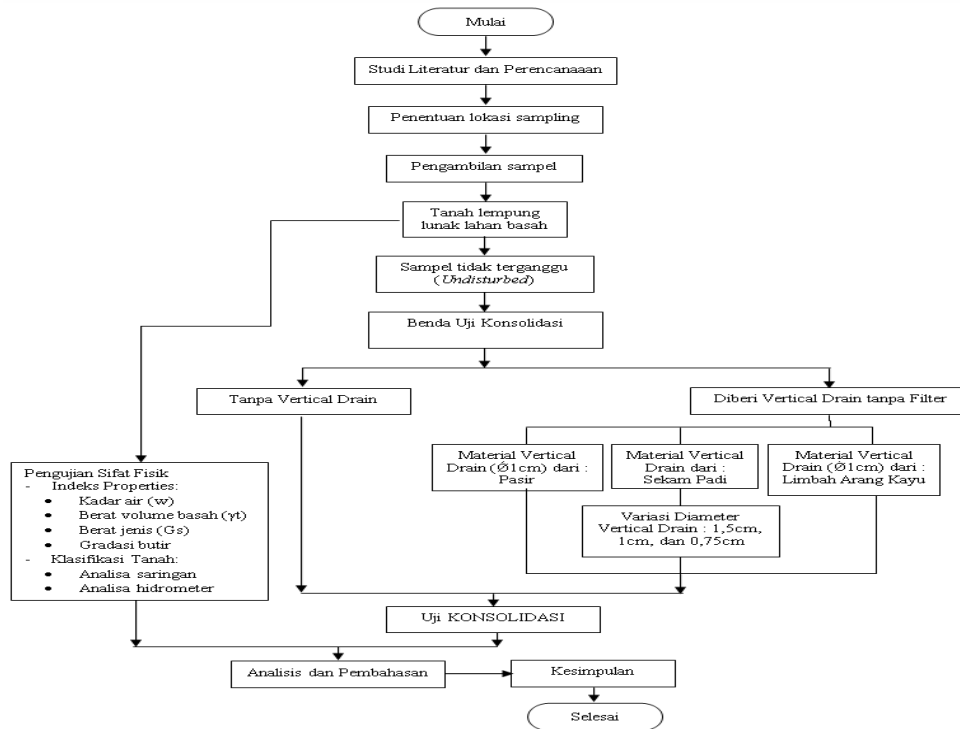 Mulai
Studi Literatur dan Perencanaaan
Penentuan lokasi sampling
Pengambilan sampel
Tanah lempung
lunak lahan basah
Sampel tidak terganggu
(Undisturbed)
Benda Uji Konsolidasi
Tanpa Vertical Drain
Diberi Vertical Drain tanpa Filter
Material Vertical
Drain (Ø1cm) dari :
Pasir
Material Vertical
Drain dari :
Sekam Padi
Material Vertical
Drain (Ø1cm) dari :
Limbah Arang Kayu
Variasi Diameter
Vertical Drain : 1,5cm,
1cm, dan 0,75cm
Pengujian Sifat Fisik
- Indeks Properties:
• Kadar air (w)
• Berat volume basah (γt)
• Berat jenis (Gs)
• Gradasi butir
- Klasifikasi Tanah:
• Analisa saringan
• Analisa hidrometer
Uji KONSOLIDASI
Analisis dan Pembahasan
Kesimpulan
Selesai